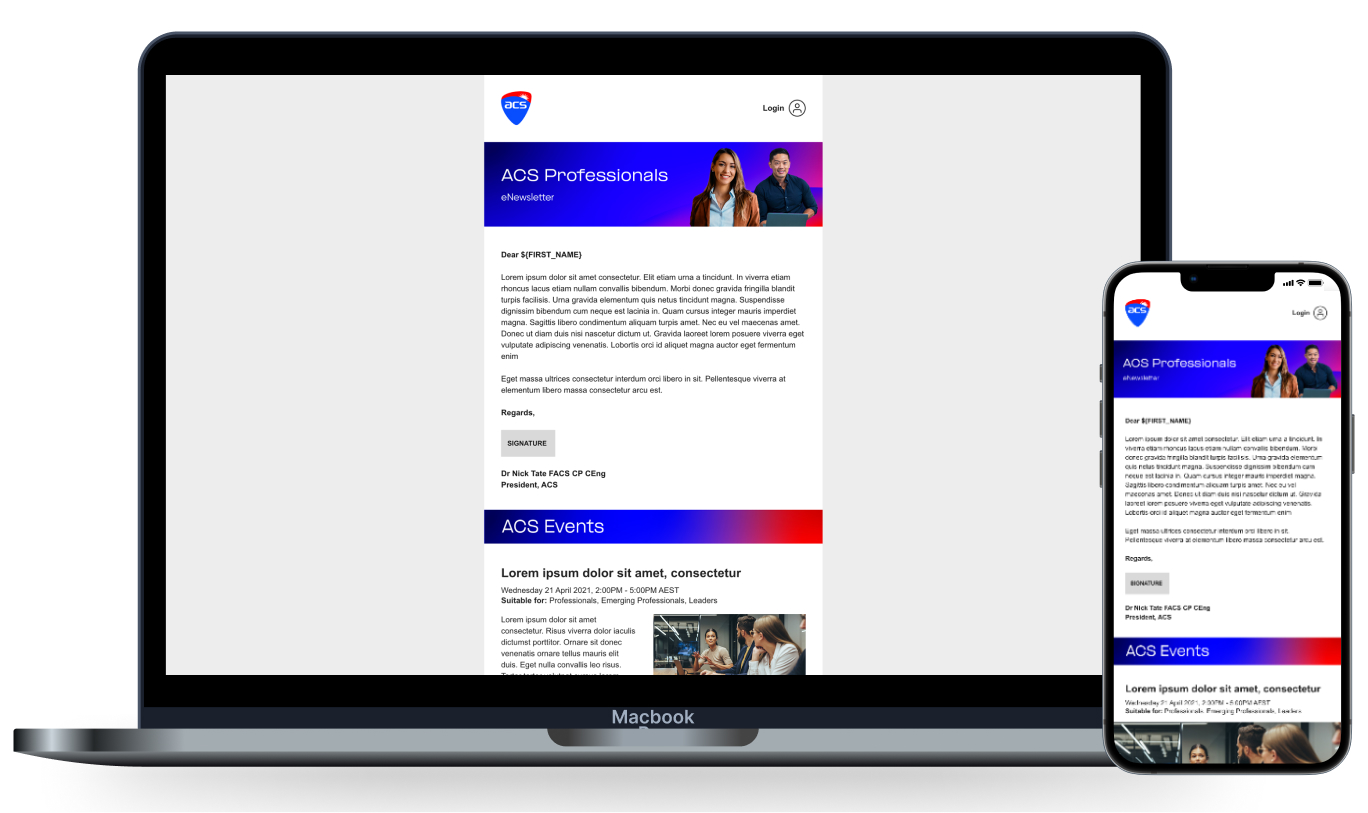 acs
Login
ACS Professionals
eNewsletter
Dear ${FIRST_NAME}
Lorem ipsum dolor sit amet consectetur. Elit etiam urna a tincidunt. In viverra etiam
rhoncus lacus etiam nullam convallis bibendum. Morbi donec gravida fringilla blandit
turpis facilisis. Urna gravida elementum quis netus tincidunt magna. Suspendisse
dignissim bibendum cum neque est lacinia in. Quam cursus integer mauris imperdiet
magna. Sagittis libero condimentum aliquam turpis amet. Nec eu vel maecenas amet.
Donec ut diam duis nisi nascetur dictum ut. Gravida laoreet lorem posuere viverra eget
vulputate adipiscing venenatis. Lobortis orci id aliquet magna auctor eget fermentum
enim
Eget massa ultrices consectetur interdum orci libero in sit. Pellentesque viverra at
elementum libero massa consectetur arcu est.
Regards,
SIGNATURE
Dr Nick Tate FACS CP CEng
President, ACS
ACS Events
Lorem ipsum dolor sit amet, consectetur
Wednesday 21 April 2021, 2:00PM - 5:00PM AEST
Suitable for: Professionals, Emerging Professionals, Leaders
Lorem ipsum dolor sit amet
consectetur. Risus viverra dolor iaculis
dictumst porttitor. Ornare sit donec
venenatis ornare tellus mauris elit
duis. Eget nulla convallis leo risus.
Macbook
acs
Login
ACS Professionals
eNewsletter
Dear ${FIRST_NAME}
Lorem ipsum dolor sit amet consectetur. Elit etiam urna a tincidunt. In
viverra etiam rhoncus lacus etiam nullam convallis bibendum. Morbi
donec gravida fringilla blandit turpis facilisis. Urna gravida elementum
quis netus tincidunt magna. Suspendisse dignissim bibendum cum
neque est lacinia in. Quam cursus integer mauris imperdiet magna.
Sagittis libero condimentum aliquam turpis amet. Nec eu vel
maecenas amet. Donec ut diam duis nisi nascetur dictum ut. Gravida
laoreet lorem posuere viverra eget vulputate adipiscing venenatis.
Lobortis orci id aliquet magna auctor eget fermentum enim
Eget massa ultrices consectetur interdum orci libero in sit.
Pellentesque viverra at elementum libero massa consectetur arcu est.
Regards,
SIGNATURE
Dr Nick Tate FACS CP CEng
President, ACS
ACS Events
Lorem ipsum dolor sit amet, consectetur
Wednesday 21 April 2021, 2:00PM - 5:00PM AEST
Suitable for: Professionals, Emerging Professionals, Leaders